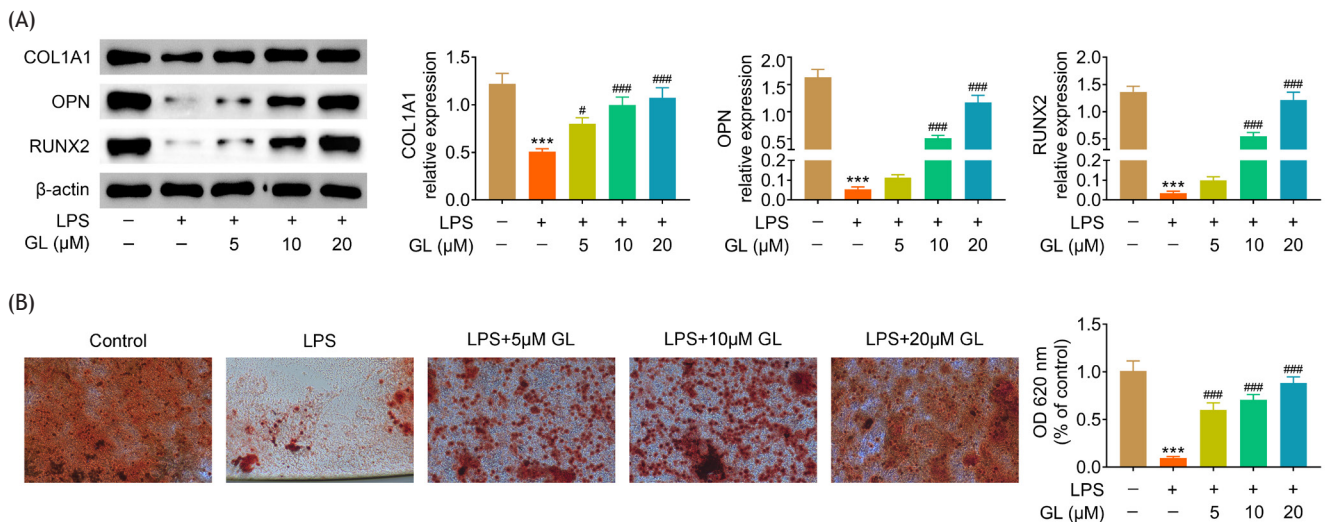 (A)
COL1A1
OPN
RUNX2
β-actin
LPS – + + + +
GL (μM) – – 5 10 20
COL1A1
relative expression
1.5
1.0
0.5
0.0
***
#
###
###
LPS – + + + +
GL (μM) – – 5 10 20
OPN
relative expression
2.0
1.5
1.0
0.5
0.2
0.1
0.0
***
###
###
LPS – + + + +
GL (μM) – – 5 10 20
RUNX2
relative expression
2.0
1.5
1.0
0.5
0.2
0.1
0.0
***
###
###
LPS – + + + +
GL (μM) – – 5 10 20
(B)
Control
LPS
LPS+5μM GL
LPS+10μM GL
LPS+20μM GL
OD 620 nm
(% of control)
1.5
1.0
0.5
0.0
***
###
###
###
LPS – + + + +
GL (μM) – – 5 10 20